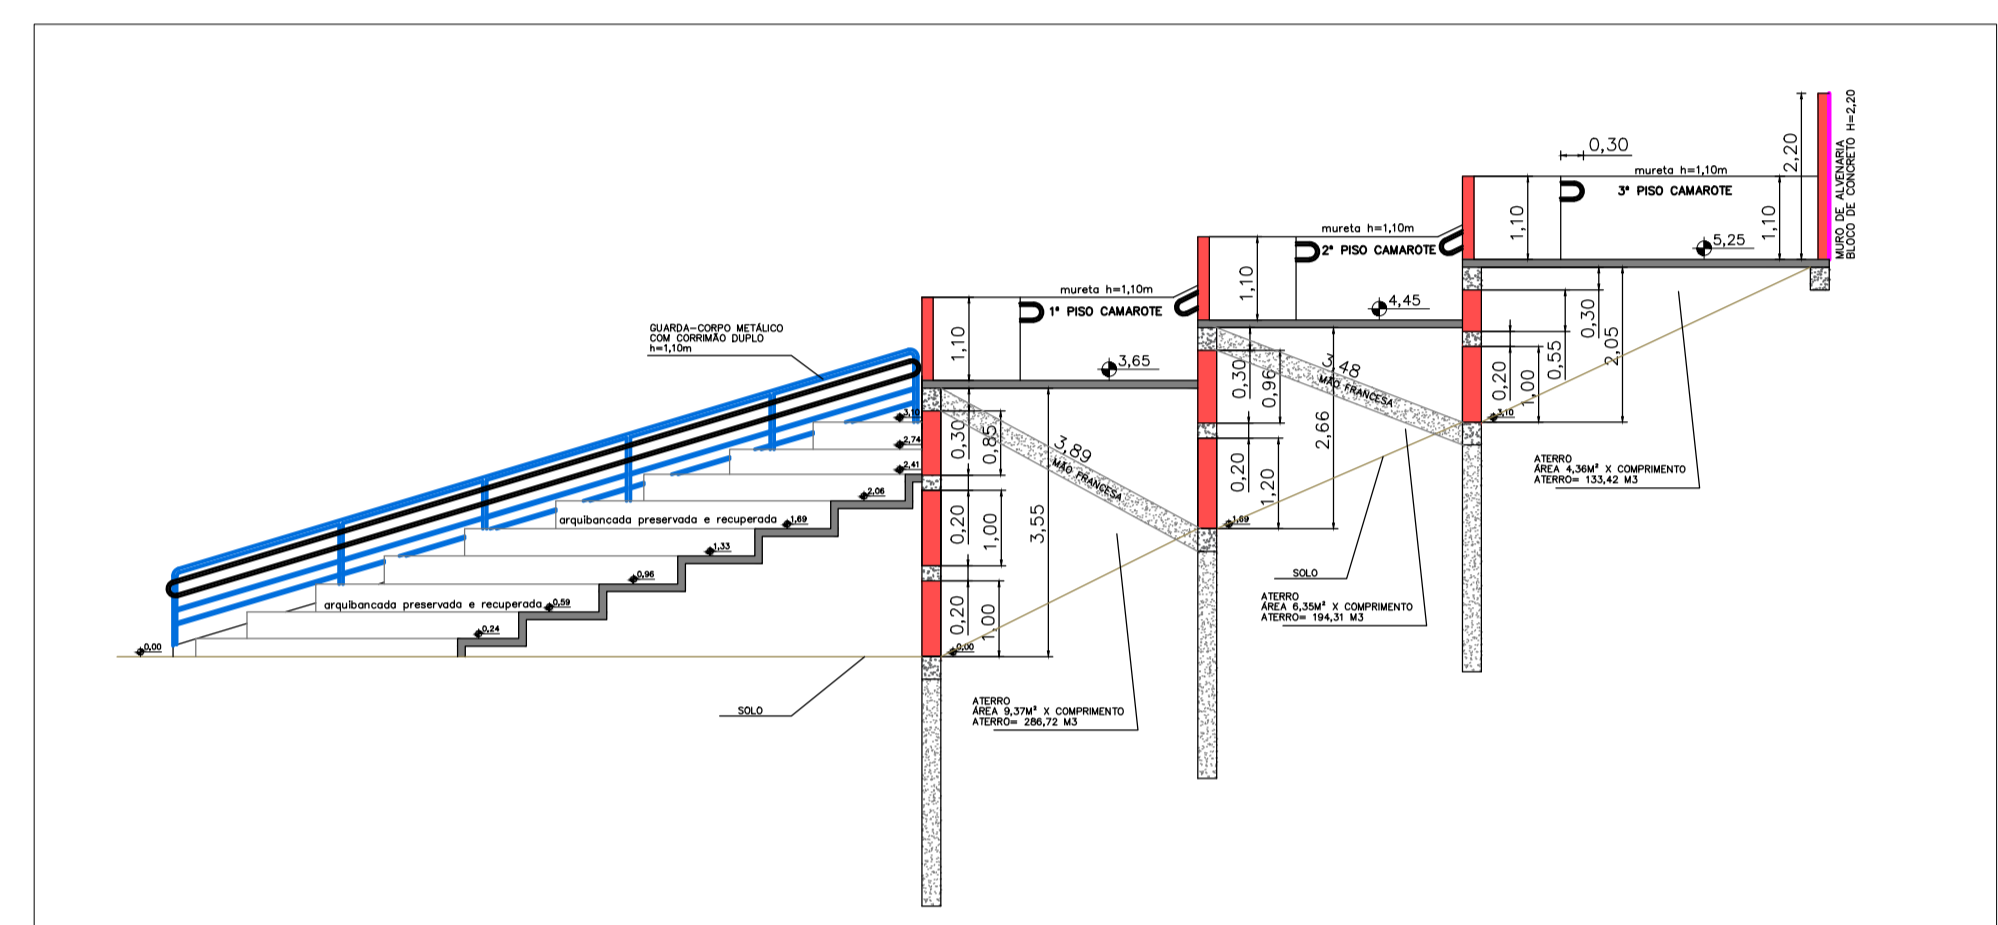 0,30
2,20
MURO DE ALVENARIA
BLOCO DE CONCRETO H=2,20
mureta h=1,10m
3° PISO CAMAROTE
1,10
1,10
5,25
mureta h=1,10m
2° PISO CAMAROTE
1,10
4,45
mureta h=1,10m
1° PISO CAMAROTE
1,10
3,65
GUARDA-CORPO METÁLICO
COM CORRIMÃO DUPLO
h=1,10m
0,30
0,55
2,05
0,20
1,00
3,10
3,48
MÃO FRANCESA
0,30
0,96
2,66
0,20
1,20
1,69
3,89
MÃO FRANCESA
0,30
0,85
0,20
1,00
3,55
0,20
1,00
0,00
3,10
2,74
2,41
2,06
arquibancada preservada e recuperada
1,69
1,33
0,96
arquibancada preservada e recuperada
0,59
0,24
0,00
ATERRO
ÁREA 4,36M² X COMPRIMENTO
ATERRO= 133,42 M3
SOLO
ATERRO
ÁREA 6,35M² X COMPRIMENTO
ATERRO= 194,31 M3
SOLO
ATERRO
ÁREA 9,37M² X COMPRIMENTO
ATERRO= 286,72 M3